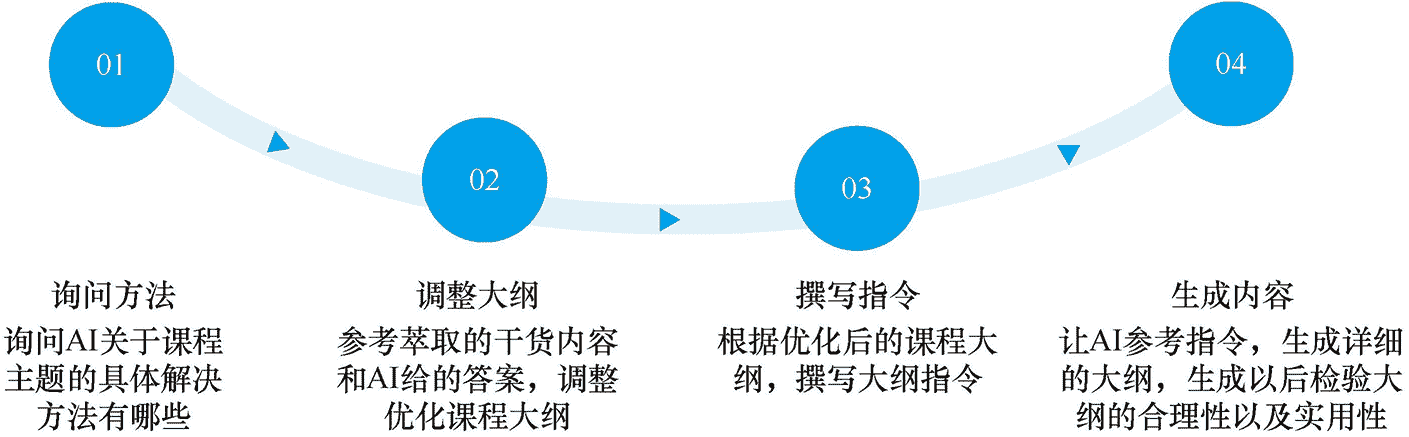 01
02
03
04
询问方法
询问AI关于课程
主题的具体解决
方法有哪些
调整大纲
参考萃取的干货内容
和AI给的答案，调整
优化课程大纲
撰写指令
根据优化后的课程大
纲，撰写大纲指令
生成内容
让AI参考指令，生成详细
的大纲，生成以后检验大
纲的合理性以及实用性